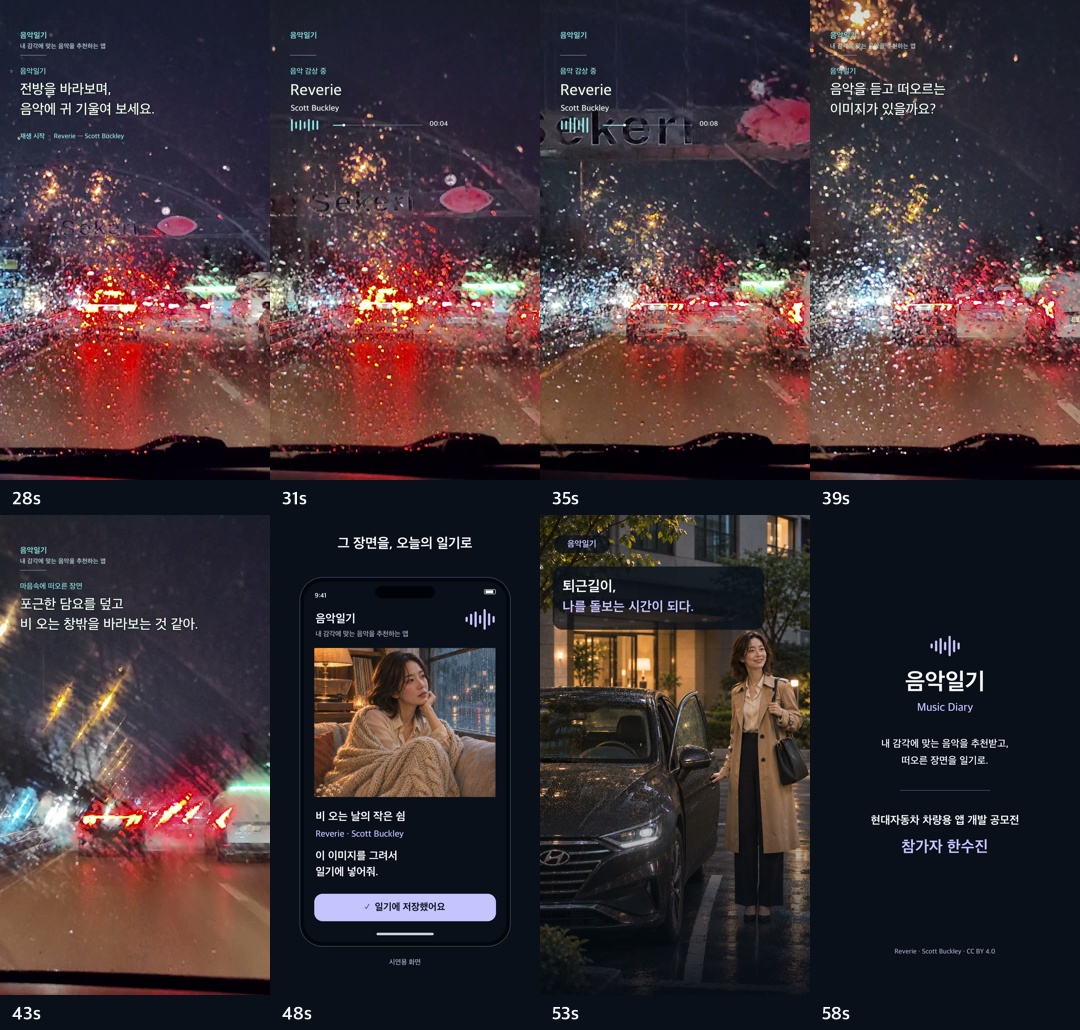 음악일기
내 감각에 맞는 음악을 추천하는 앱
음악일기
전방을 바라보며,
음악에 귀 기울여 보세요.
재생 시작 · Reverie — Scott Buckley
Sekeri
28s
음악일기
음악 감상 중
Reverie
Scott Buckley
00:04
Sekeri
31s
음악일기
음악 감상 중
Reverie
Scott Buckley
00:08
Sekeri
35s
음악일기
내 감각에 맞는 음악을 추천하는 앱
음악일기
음악을 듣고 떠오르는
이미지가 있을까요?
39s
음악일기
내 감각에 맞는 음악을 추천하는 앱
마음속에 떠오른 장면
포근한 담요를 덮고
비 오는 창밖을 바라보는 것 같아.
43s
그 장면을, 오늘의 일기로
9:41
음악일기
내 감각에 맞는 음악을 추천하는 앱
비 오는 날의 작은 쉼
Reverie · Scott Buckley
이 이미지를 그려서
일기에 넣어줘.
✓ 일기에 저장했어요
시연용 화면
48s
음악일기
퇴근길이,
나를 돌보는 시간이 되다.
53s
음악일기
Music Diary
내 감각에 맞는 음악을 추천받고,
떠오른 장면을 일기로.
현대자동차 차량용 앱 개발 공모전
참가자 한수진
Reverie · Scott Buckley · CC BY 4.0
58s